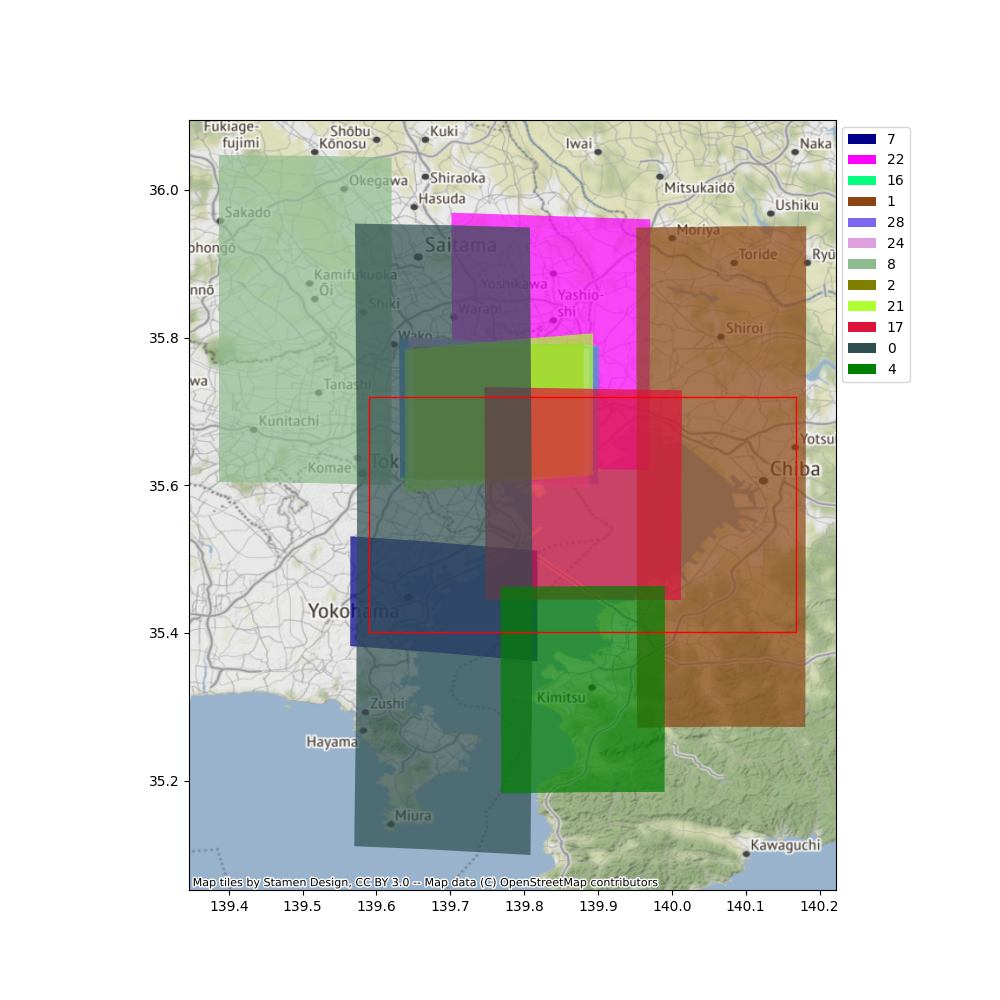 Fukiage-
fujimi
Shōbu
Kōnosu
Kuki
Iwai
Naka
Okegawa
Shiraoka
Hasuda
Mitsukaidō
Ushiku
36.0
Sakado
ohongō
Saitama
Moriya
Toride
Ryū
nnō
Kamifukuoka
Ōi
Yoshikawa
Yashio-
shi
Shiki
Warabi
Shiroi
35.8
Wako
wa
Tanashi
Kunitachi
Komae
Tok
Yotsu
Chiba
35.6
Yokohama
35.4
Kimitsu
Zushi
Hayama
35.2
Miura
Kawaguchi
Map tiles by Stamen Design, CC BY 3.0 -- Map data (C) OpenStreetMap contributors
139.4 139.5 139.6 139.7 139.8 139.9 140.0 140.1 140.2
7
22
16
1
28
24
8
2
21
17
0
4